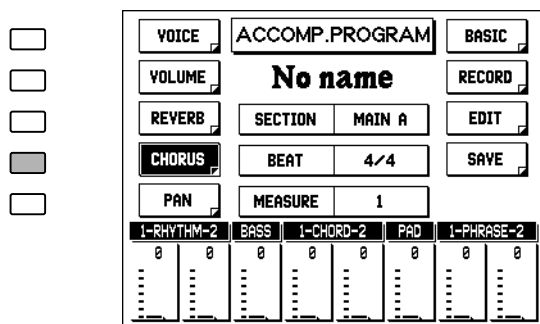 VOICE ACCOMP.PROGRAM BASIC
VOLUME No name RECORD
REVERB SECTION MAIN A EDIT
CHORUS BEAT 4/4 SAVE
PAN MEASURE 1
1-RHYTHM-2 BASS 1-CHORD-2 PAD 1-PHRASE-2
0 0 0 0 0 0 0 0